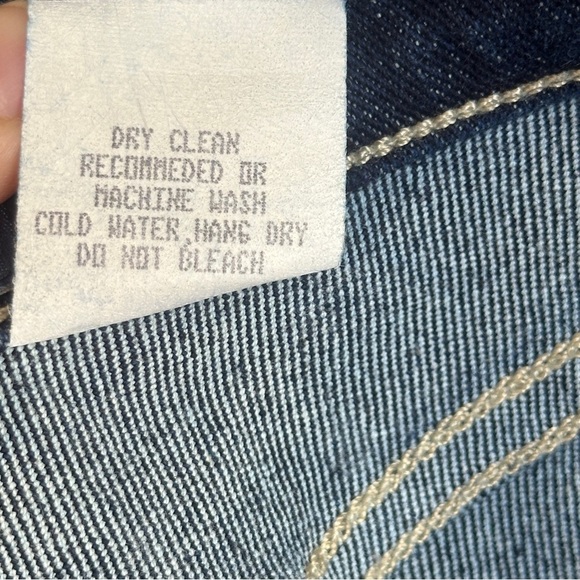 DRY CLEAN
RECOMMEDED OR
MACHINE WASH
COLD WATER,HANG DRY
DO NOT BLEACH